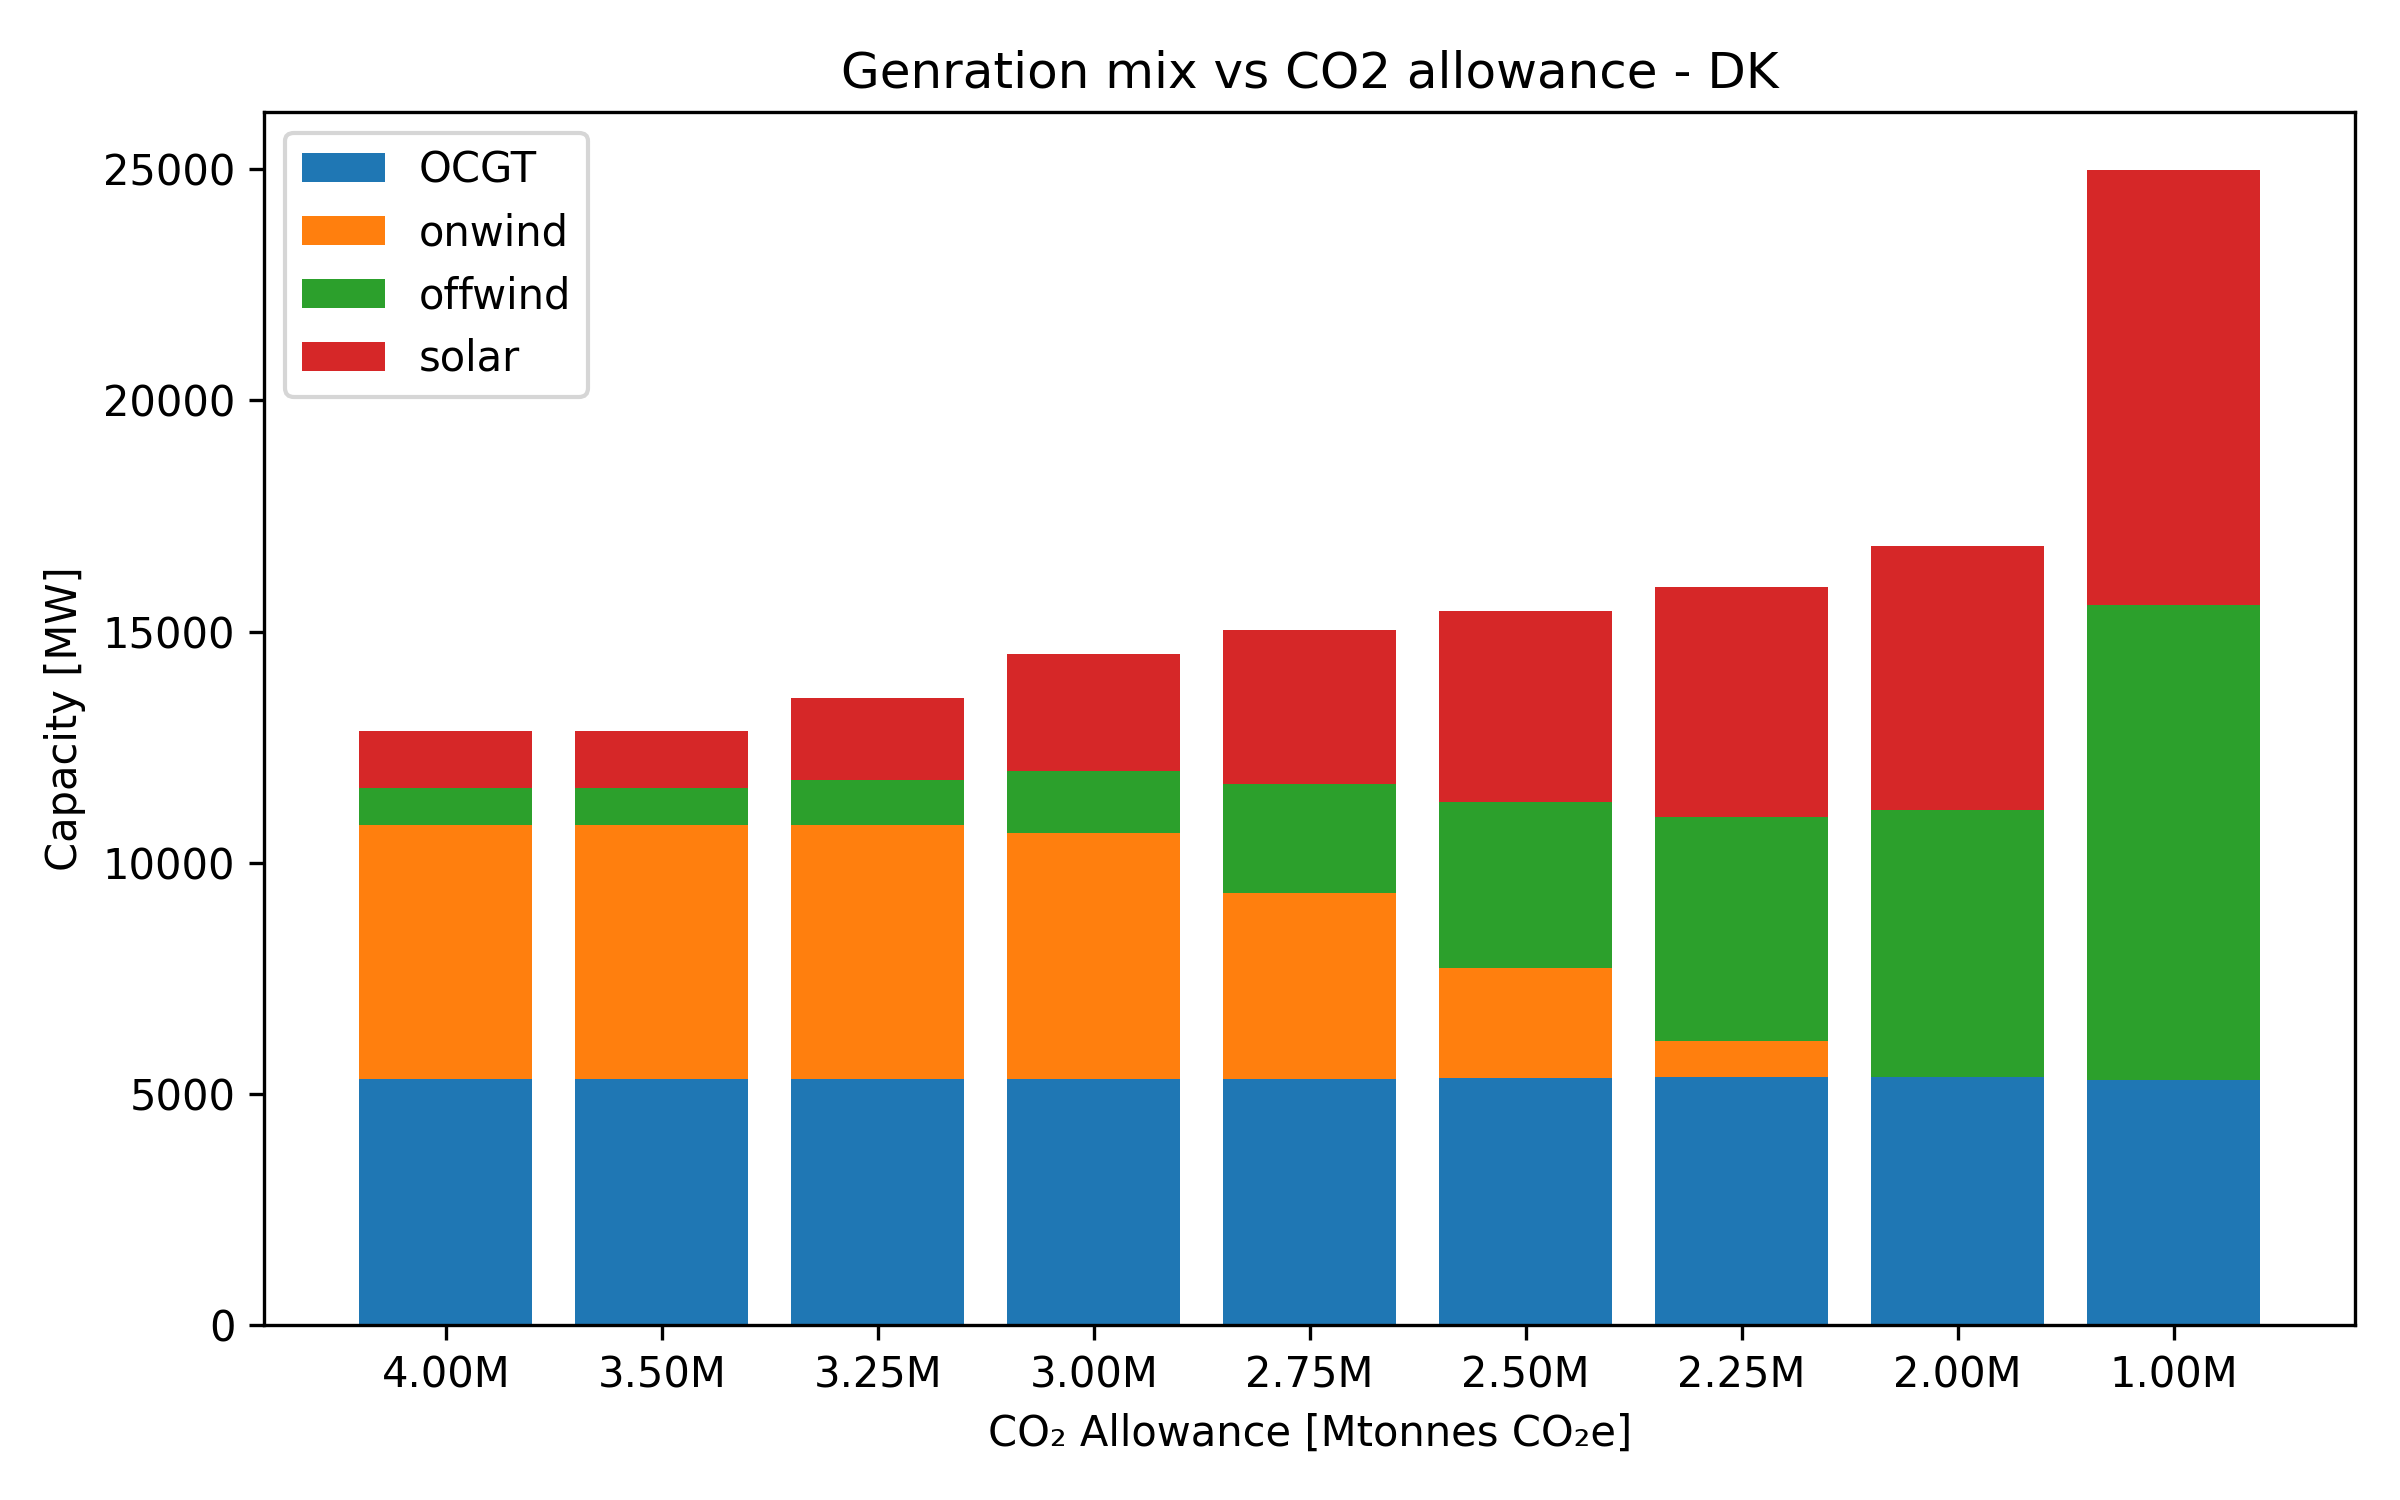 Genration mix vs CO2 allowance - DK
OCGT
onwind
offwind
solar
Capacity [MW]
25000
20000
15000
10000
5000
0
4.00M 3.50M 3.25M 3.00M 2.75M 2.50M 2.25M 2.00M 1.00M
CO₂ Allowance [Mtonnes CO₂e]